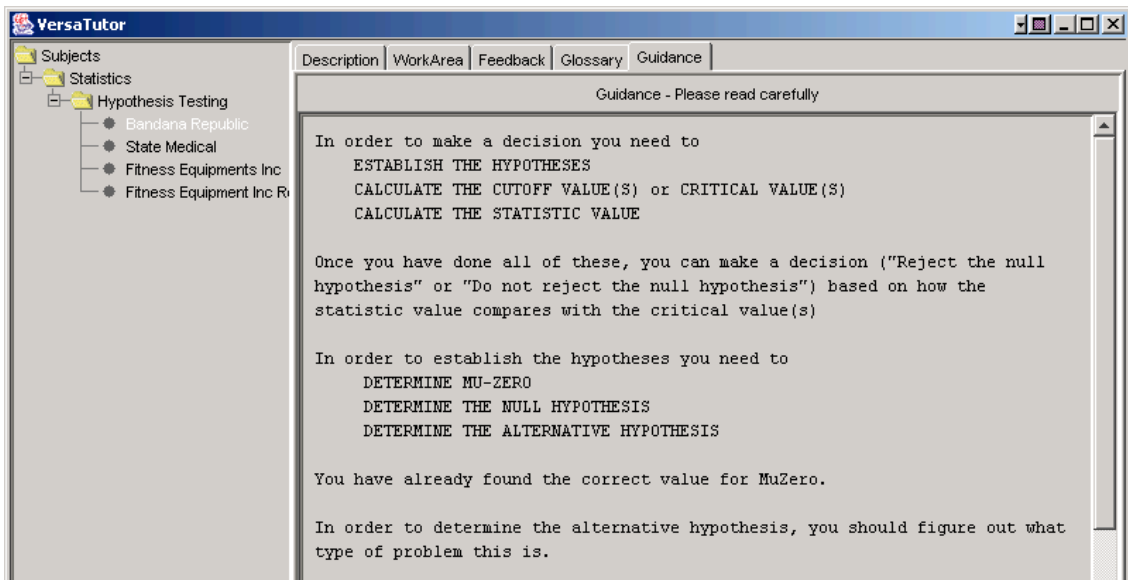 VersaTutor
Subjects
Statistics
Hypothesis Testing
Bandana Republic
State Medical
Fitness Equipments Inc
Fitness Equipment Inc R
Description WorkArea Feedback Glossary Guidance
Guidance - Please read carefully
In order to make a decision you need to
ESTABLISH THE HYPOTHESES
CALCULATE THE CUTOFF VALUE(S) or CRITICAL VALUE(S)
CALCULATE THE STATISTIC VALUE
Once you have done all of these, you can make a decision ("Reject the null
hypothesis" or "Do not reject the null hypothesis") based on how the
statistic value compares with the critical value(s)
In order to establish the hypotheses you need to
DETERMINE MU-ZERO
DETERMINE THE NULL HYPOTHESIS
DETERMINE THE ALTERNATIVE HYPOTHESIS
You have already found the correct value for MuZero.
In order to determine the alternative hypothesis, you should figure out what
type of problem this is.